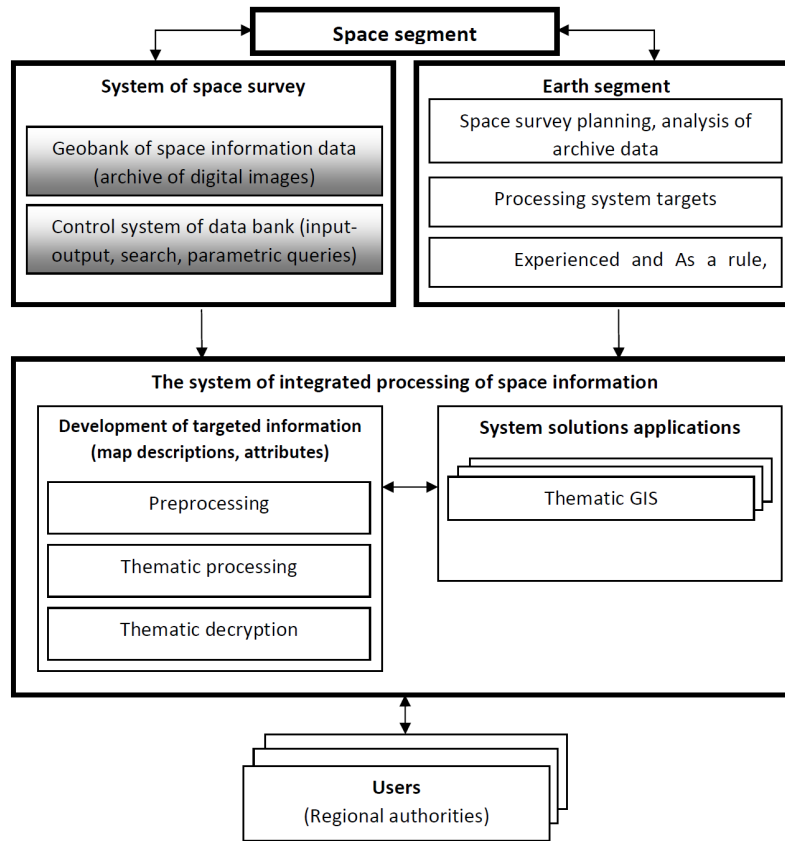 Space segment
System of space survey
Geobank of space information data
(archive of digital images)
Control system of data bank (input-
output, search, parametric queries)
Earth segment
Space survey planning, analysis of
archive data
Processing system targets
Experienced and As a rule,
The system of integrated processing of space information
Development of targeted information
(map descriptions, attributes)
Preprocessing
Thematic processing
Thematic decryption
System solutions applications
Thematic GIS
Users
(Regional authorities)